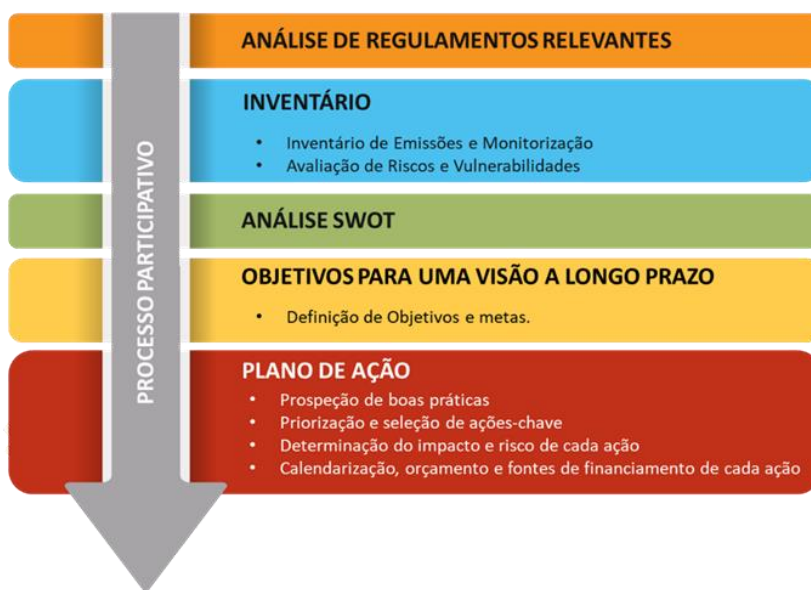 PROCESSO PARTICIPATIVO
ANÁLISE DE REGULAMENTOS RELEVANTES
INVENTÁRIO
• Inventário de Emissões e Monitorização
• Avaliação de Riscos e Vulnerabilidades
ANÁLISE SWOT
OBJETIVOS PARA UMA VISÃO A LONGO PRAZO
• Definição de Objetivos e metas.
PLANO DE AÇÃO
• Prospeção de boas práticas
• Priorização e seleção de ações-chave
• Determinação do impacto e risco de cada ação
• Calendarização, orçamento e fontes de financiamento de cada ação